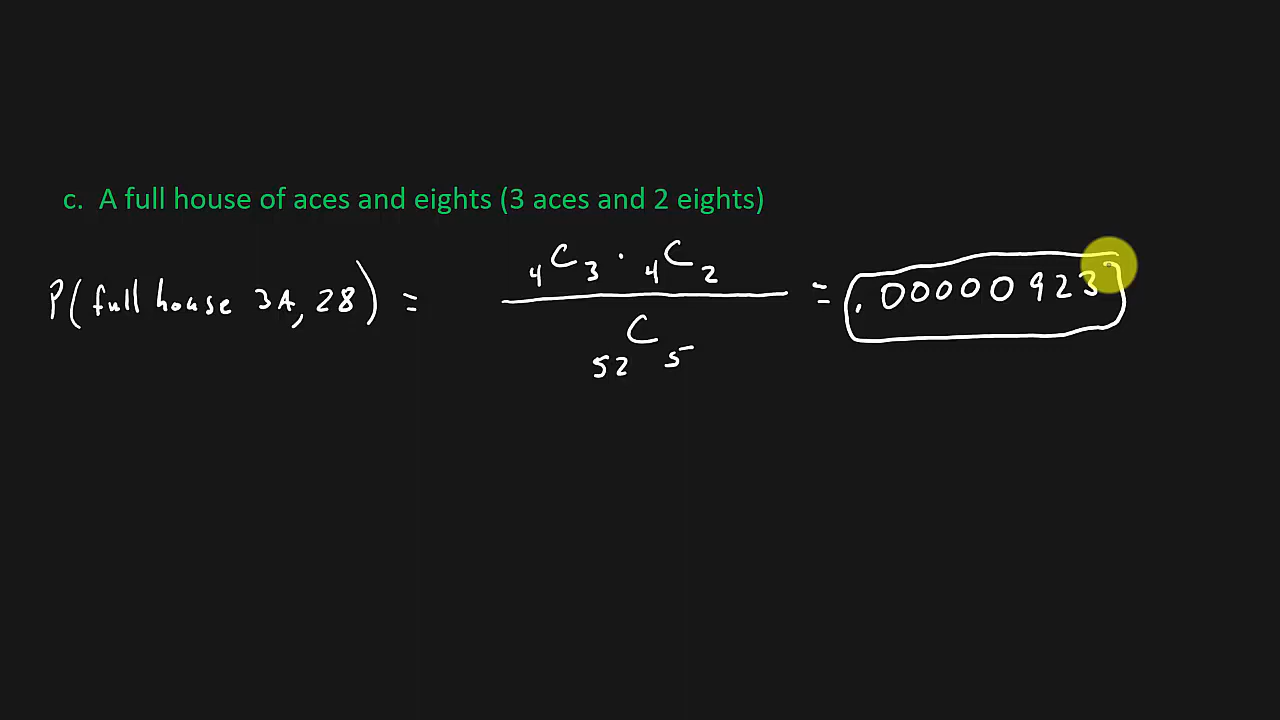 c. A full house of aces and eights (3 aces and 2 eights)
P(full house 3A, 28) = 4C3 · 4C2 / 52C5 = .00000923